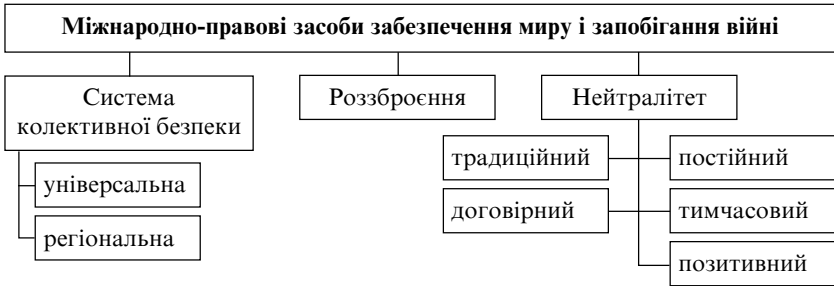 Міжнародно-правові засоби забезпечення миру і запобігання війні
Система
колективної безпеки
універсальна
регіональна
Роззброєння
Нейтралітет
традиційний
постійний
договірний
тимчасовий
позитивний